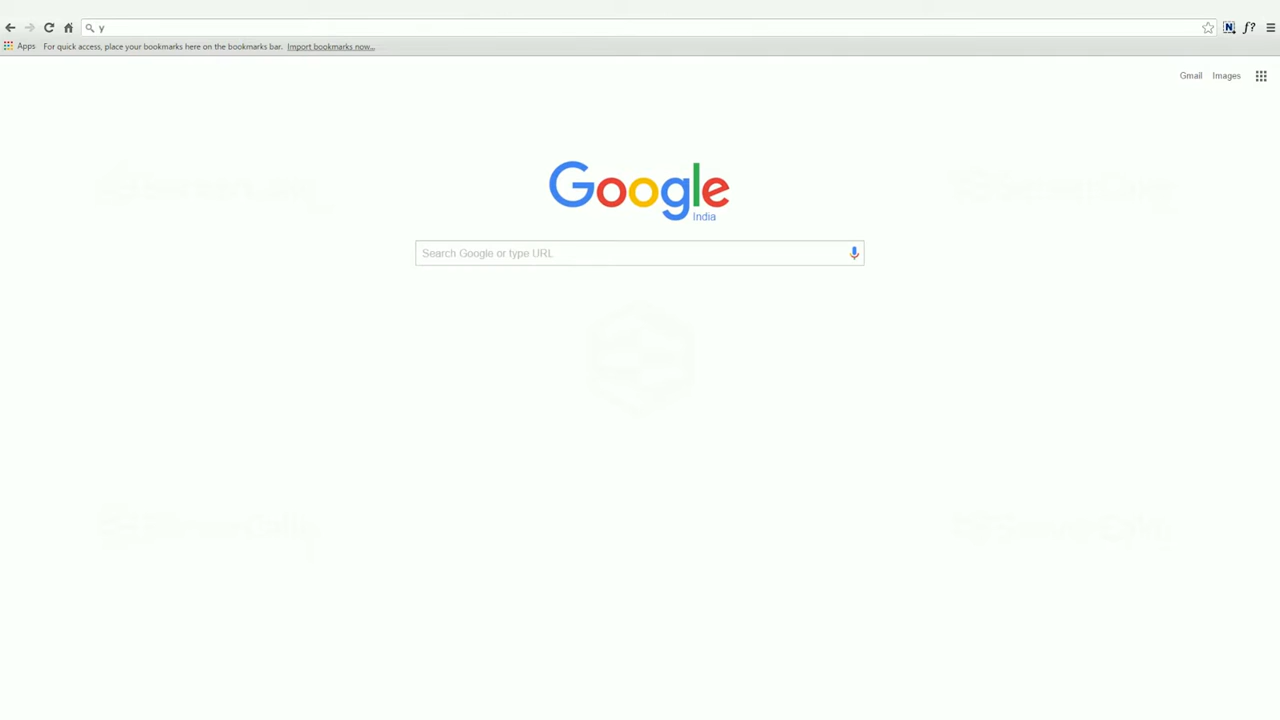 y
Apps For quick access, place your bookmarks here on the bookmarks bar. Import bookmarks now...
Gmail Images
Google
India
Search Google or type URL